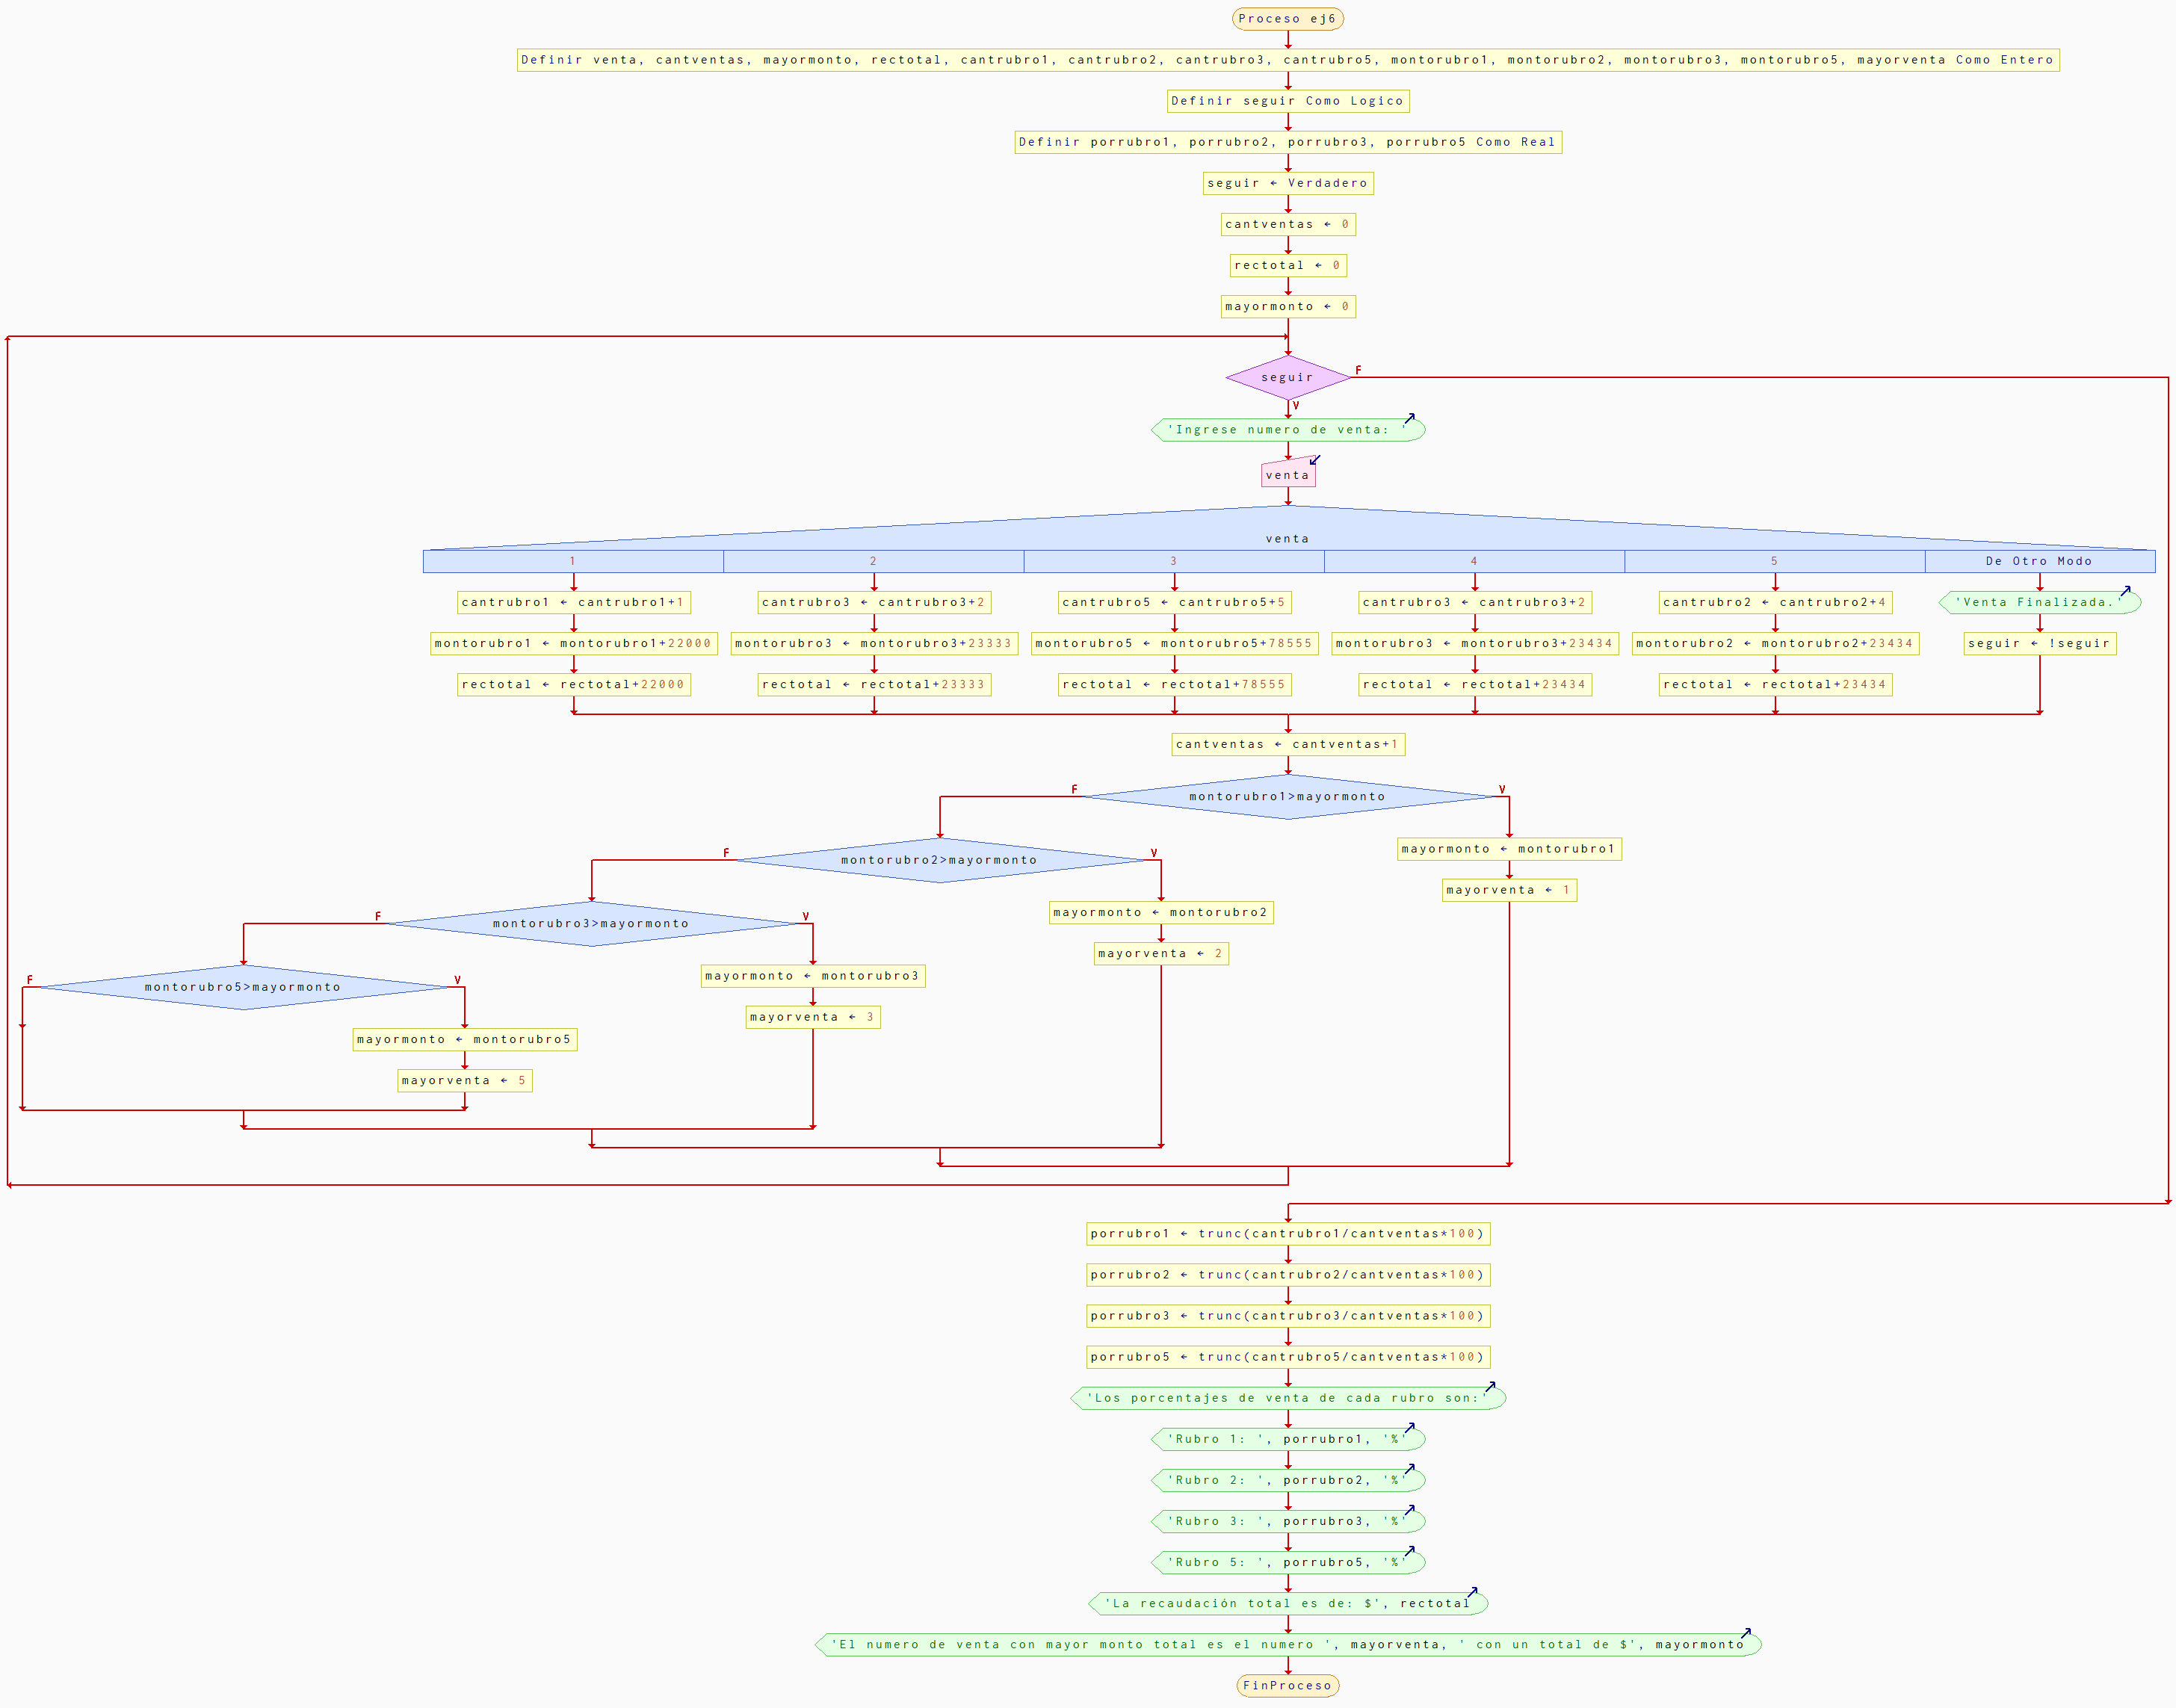 Proceso ej6
Definir venta, cantventas, mayormonto, rectotal, cantrubro1, cantrubro2, cantrubro3, cantrubro5, montorubro1, montorubro2, montorubro3, montorubro5, mayorventa Como Entero
Definir seguir Como Logico
Definir porrubro1, porrubro2, porrubro3, porrubro5 Como Real
seguir ← Verdadero
cantventas ← 0
rectotal ← 0
mayormonto ← 0
seguir
F
V
'Ingrese numero de venta: '
venta
venta
1 2 3 4 5 De Otro Modo
cantrubro1 ← cantrubro1+1 cantrubro3 ← cantrubro3+2 cantrubro5 ← cantrubro5+5 cantrubro3 ← cantrubro3+2 cantrubro2 ← cantrubro2+4 'Venta Finalizada.'
montorubro1 ← montorubro1+22000 montorubro3 ← montorubro3+23333 montorubro5 ← montorubro5+78555 montorubro3 ← montorubro3+23434 montorubro2 ← montorubro2+23434 seguir ← !seguir
rectotal ← rectotal+22000 rectotal ← rectotal+23333 rectotal ← rectotal+78555 rectotal ← rectotal+23434 rectotal ← rectotal+23434
cantventas ← cantventas+1
F montorubro1>mayormonto V
mayormonto ← montorubro1
F montorubro2>mayormonto V
mayorventa ← 1
mayormonto ← montorubro2
F montorubro3>mayormonto V
mayorventa ← 2
mayormonto ← montorubro3
F montorubro5>mayormonto V
mayorventa ← 3
mayormonto ← montorubro5
mayorventa ← 5
porrubro1 ← trunc(cantrubro1/cantventas*100)
porrubro2 ← trunc(cantrubro2/cantventas*100)
porrubro3 ← trunc(cantrubro3/cantventas*100)
porrubro5 ← trunc(cantrubro5/cantventas*100)
'Los porcentajes de venta de cada rubro son:'
'Rubro 1: ', porrubro1, '%'
'Rubro 2: ', porrubro2, '%'
'Rubro 3: ', porrubro3, '%'
'Rubro 5: ', porrubro5, '%'
'La recaudación total es de: $', rectotal
'El numero de venta con mayor monto total es el numero ', mayorventa, ' con un total de $', mayormonto
FinProceso